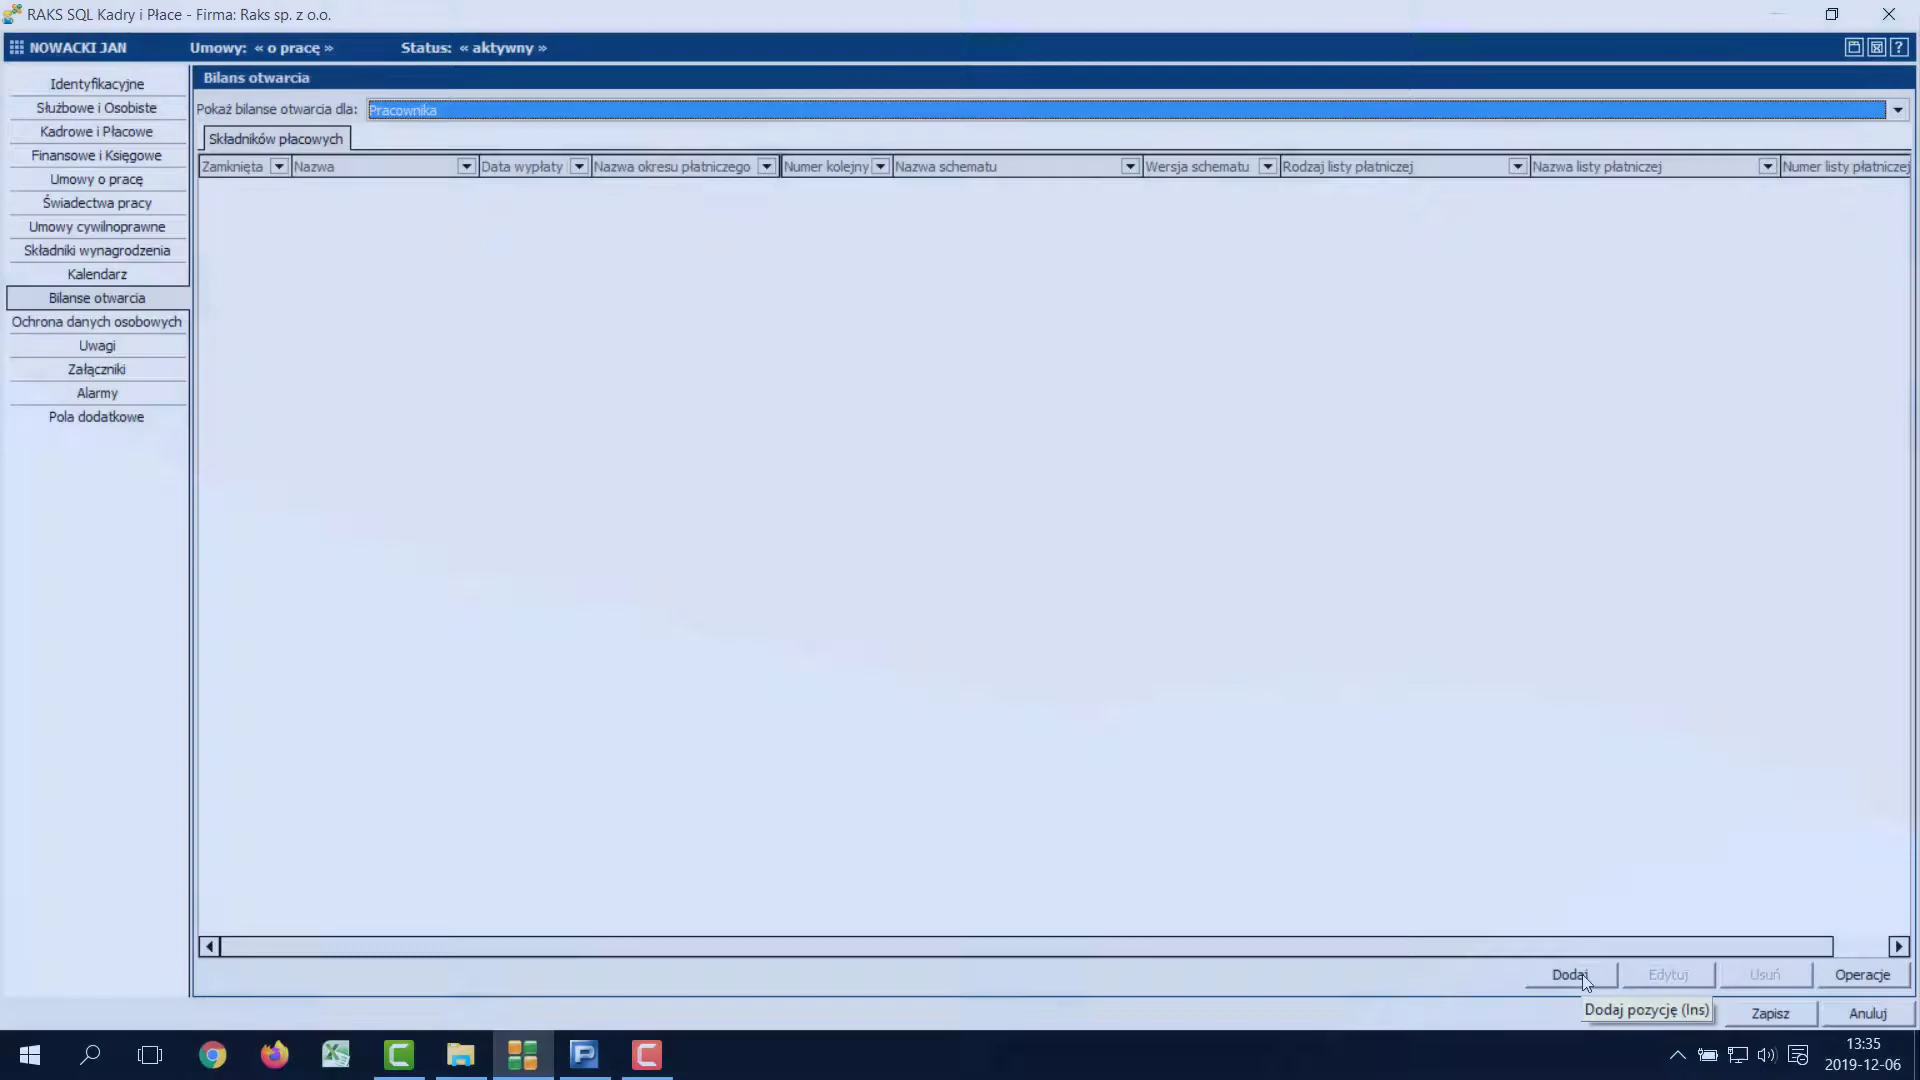 RAKS SQL Kadry i Płace - Firma: Raks sp. z o.o.
NOWACKI JAN Umowy: « o pracę » Status: « aktywny »
Identyfikacyjne
Służbowe i Osobiste
Kadrowe i Płacowe
Finansowe i Księgowe
Umowy o pracę
Świadectwa pracy
Umowy cywilnoprawne
Składniki wynagrodzenia
Kalendarz
Bilanse otwarcia
Ochrona danych osobowych
Uwagi
Załączniki
Alarmy
Pola dodatkowe
Bilans otwarcia
Pokaż bilanse otwarcia dla: Pracownika
Składników płacowych
Zamknięta Nazwa Data wypłaty Nazwa okresu płatniczego Numer kolejny Nazwa schematu Wersja schematu Rodzaj listy płatniczej Nazwa listy płatniczej Numer listy płatniczej
Dodaj Edytuj Usuń Operacje
Dodaj pozycję (Ins) Zapisz Anuluj
13:35
2019-12-06